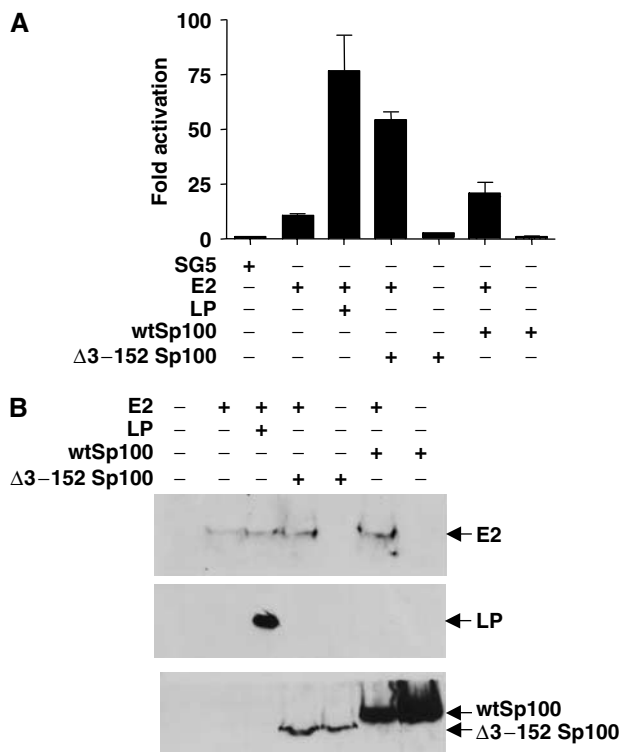 A
Fold activation
100
75
50
25
0
SG5 + – – – – – –
E2 – + + + – + –
LP – – + – – – –
wtSp100 – – – – – + +
Δ3–152 Sp100 – – – + + – –
B
E2 – + + + – + –
LP – – + – – – –
wtSp100 – – – – – + +
Δ3–152 Sp100 – – – + + – –
E2
LP
wtSp100
Δ3–152 Sp100